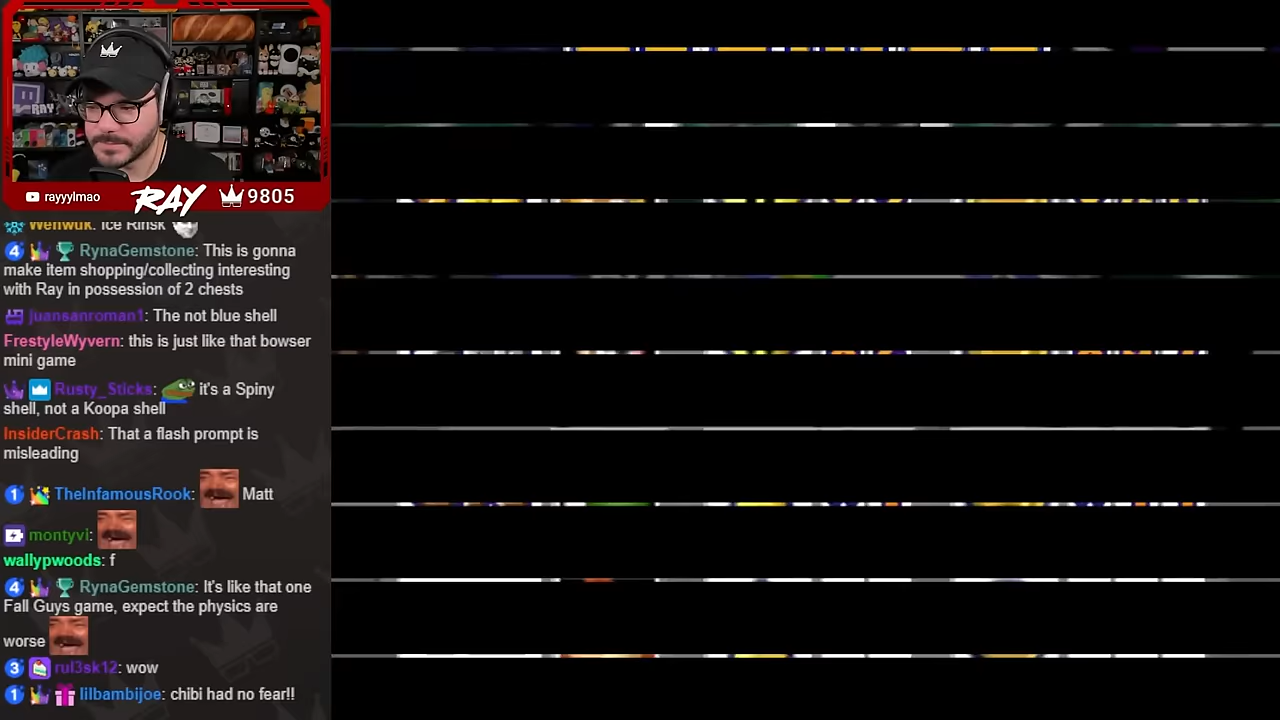 rayyylmao RAY 9805
Wenwuk: Ice Rinsk
4 RynaGemstone: This is gonna
make item shopping/collecting interesting
with Ray in possession of 2 chests
juansanroman1: The not blue shell
FrestyleWyvern: this is just like that bowser
mini game
Rusty_Sticks: it's a Spiny
shell, not a Koopa shell
InsiderCrash: That a flash prompt is
misleading
1 TheInfamousRook: Matt
montyvi:
wallypwoods: f
4 RynaGemstone: It's like that one
Fall Guys game, expect the physics are
worse
3 rul3sk12: wow
1 lilbambijoe: chibi had no fear!!